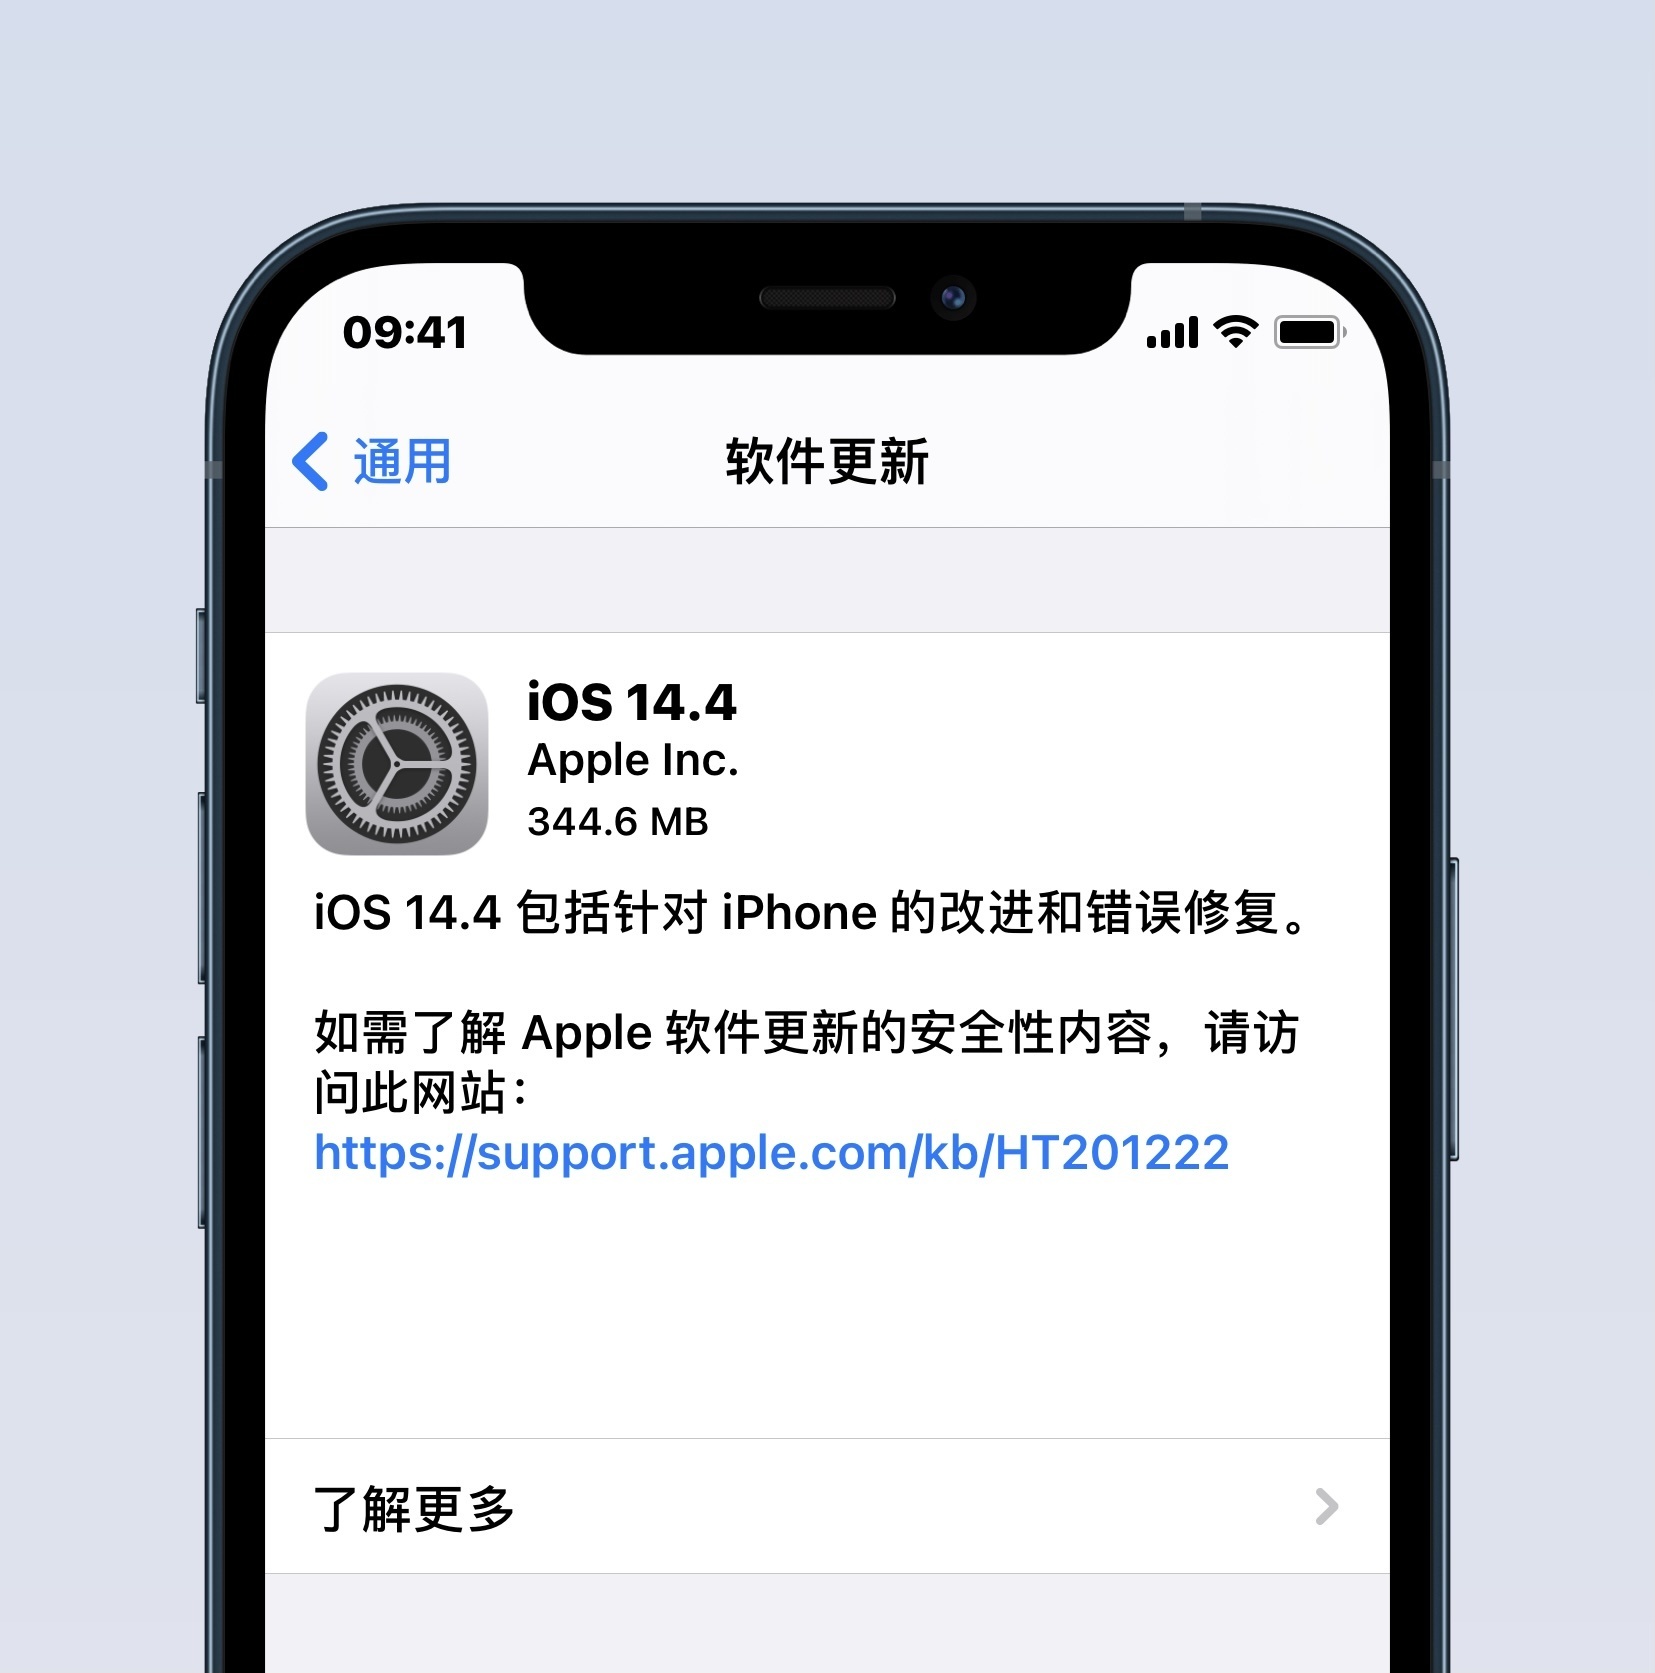 09:41
通用
软件更新
iOS 14.4
Apple Inc.
344.6 MB
iOS 14.4 包括针对 iPhone 的改进和错误修复。
如需了解 Apple 软件更新的安全性内容，请访
问此网站：
https://support.apple.com/kb/HT201222
了解更多